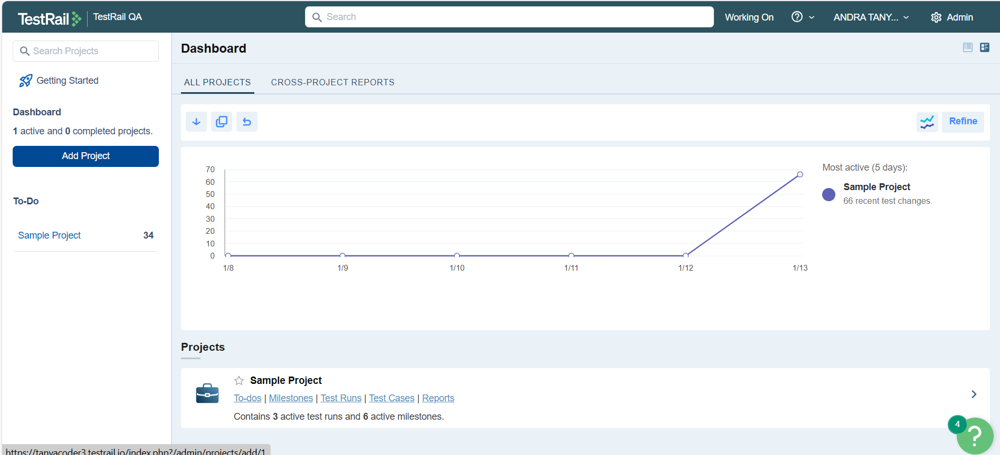 TestRail TestRail QA
Search
Working On
?
ANDRA TANY...
Admin
Search Projects
Getting Started
Dashboard
1 active and 0 completed projects.
Add Project
To-Do
Sample Project 34
Dashboard
ALL PROJECTS CROSS-PROJECT REPORTS
Refine
70
60
50
40
30
20
10
0
1/8 1/9 1/10 1/11 1/12 1/13
Most active (5 days):
Sample Project
66 recent test changes.
Projects
Sample Project
To-dos | Milestones | Test Runs | Test Cases | Reports
Contains 3 active test runs and 6 active milestones.
4
?
https://tanyacoder3.testrail.io/index.php?/admin/projects/add/1